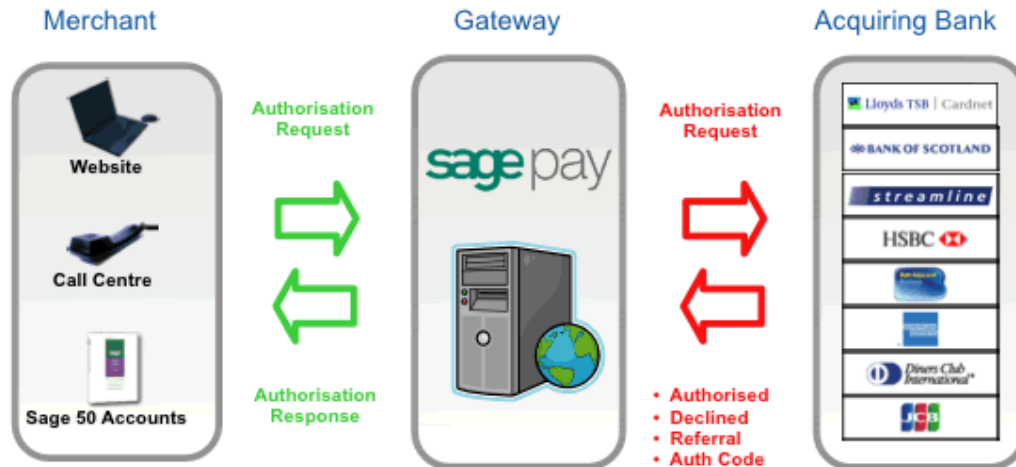 Merchant
Gateway
Acquiring Bank
Website
Call Centre
sage
Sage 50 Accounts
Authorisation
Request
Authorisation
Response
sage pay
Authorisation
Request
• Authorised
• Declined
• Referral
• Auth Code
Lloyds TSB | Cardnet
BANK OF SCOTLAND
streamline
HSBC
Diners Club
International
JCB